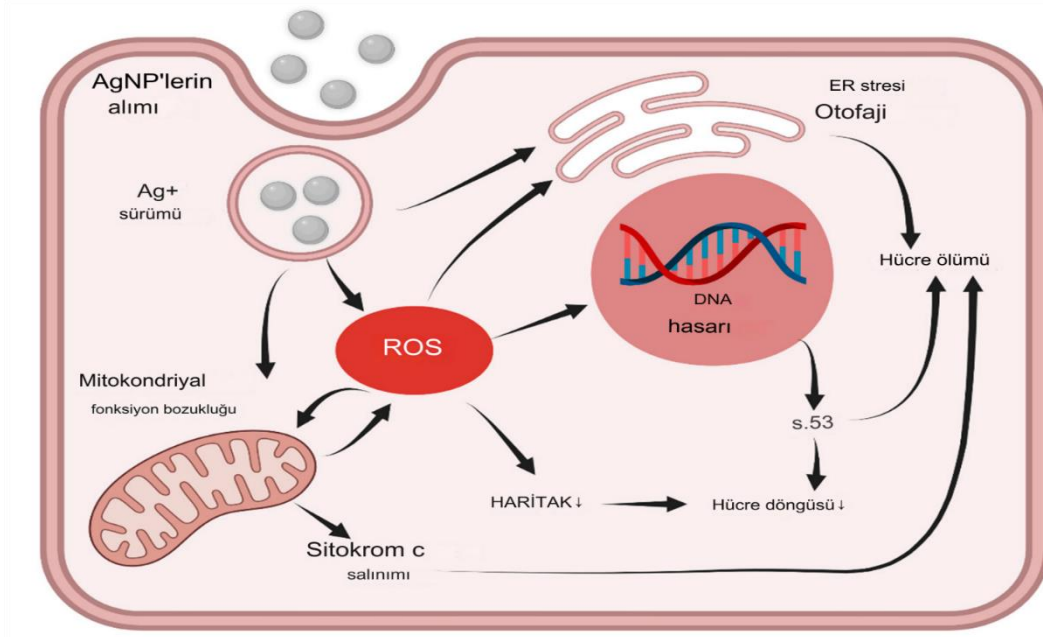 AgNP'lerin
alımı
ER stresi
Otofaji
Ag+
sürümü
Hücre ölümü
DNA
hasarı
ROS
Mitokondriyal
fonksiyon bozukluğu
s.53
HARİTAK↓
Hücre döngüsü↓
Sitokrom c
salınımı